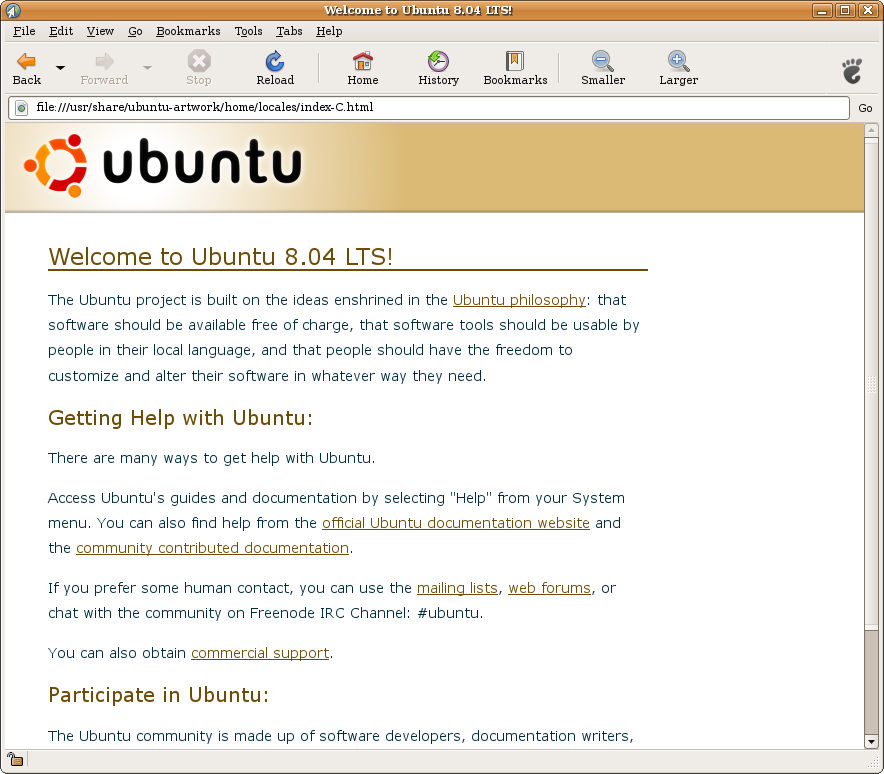 Welcome to Ubuntu 8.04 LTS!
File Edit View Go Bookmarks Tools Tabs Help
Back Forward Stop Reload Home History Bookmarks Smaller Larger
file:///usr/share/ubuntu-artwork/home/locales/index-C.html Go
ubuntu
Welcome to Ubuntu 8.04 LTS!
The Ubuntu project is built on the ideas enshrined in the Ubuntu philosophy: that
software should be available free of charge, that software tools should be usable by
people in their local language, and that people should have the freedom to
customize and alter their software in whatever way they need.
Getting Help with Ubuntu:
There are many ways to get help with Ubuntu.
Access Ubuntu's guides and documentation by selecting "Help" from your System
menu. You can also find help from the official Ubuntu documentation website and
the community contributed documentation.
If you prefer some human contact, you can use the mailing lists, web forums, or
chat with the community on Freenode IRC Channel: #ubuntu.
You can also obtain commercial support.
Participate in Ubuntu:
The Ubuntu community is made up of software developers, documentation writers,